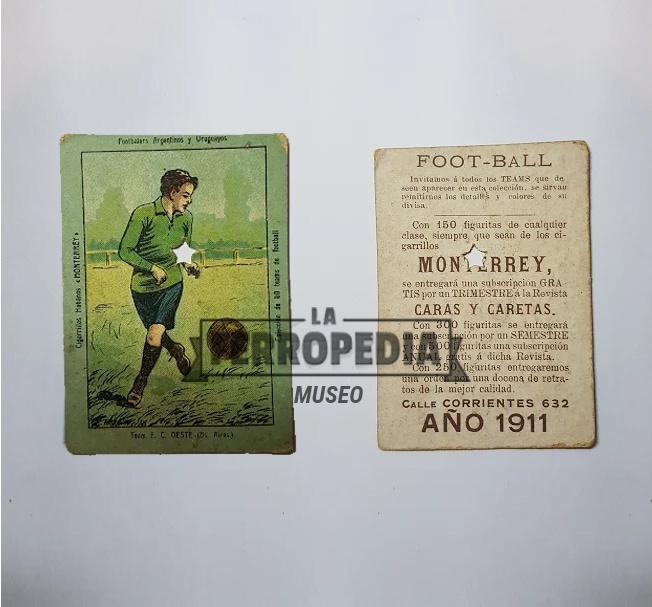 Footballers Argentinos y Uruguayos
Cigarrillos Habanos «MONTERREY»
Colección de 60 teams de football
Team F. C. OESTE (Bs. Aires)
FOOT-BALL
Invitamos á todos los TEAMS que de
seen aparecer en esta colección, se sirvan
remitirnos los detalles y colores de su
divisa.
Con 150 figuritas de cualquier
clase, siempre que sean de los ci-
garrillos
MONTERREY,
se entregará una subscripción GRA
TIS por un TRIMESTRE á la Revista
CARAS Y CARETAS.
Con 300 figuritas se entregará
una subscripción por un SEMESTRE
y con 500 figuritas una subscripción
ANUAL gratis á dicha Revista.
Con 250 figuritas entregaremos
una orden por una docena de retra-
tos de la mejor calidad.
CALLE CORRIENTES 632
AÑO 1911
LA
FERROPEDIA
MUSEO